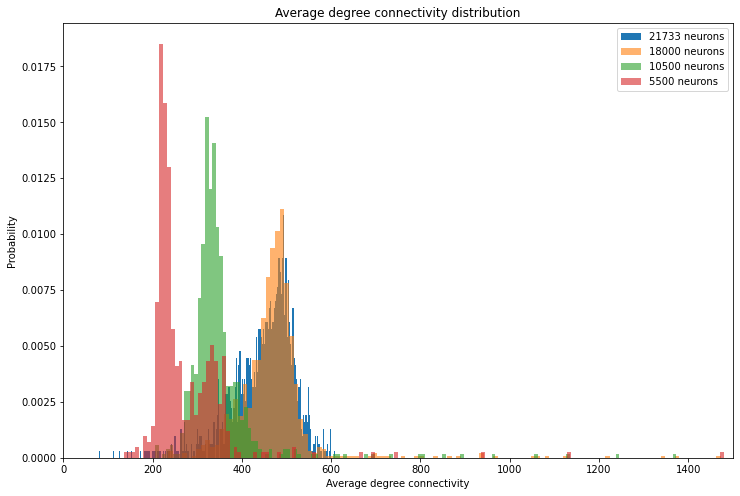 Average degree connectivity distribution
21733 neurons
18000 neurons
10500 neurons
5500 neurons
0.0175
0.0150
0.0125
0.0100
0.0075
0.0050
0.0025
0.0000
Probability
0 200 400 600 800 1000 1200 1400
Average degree connectivity